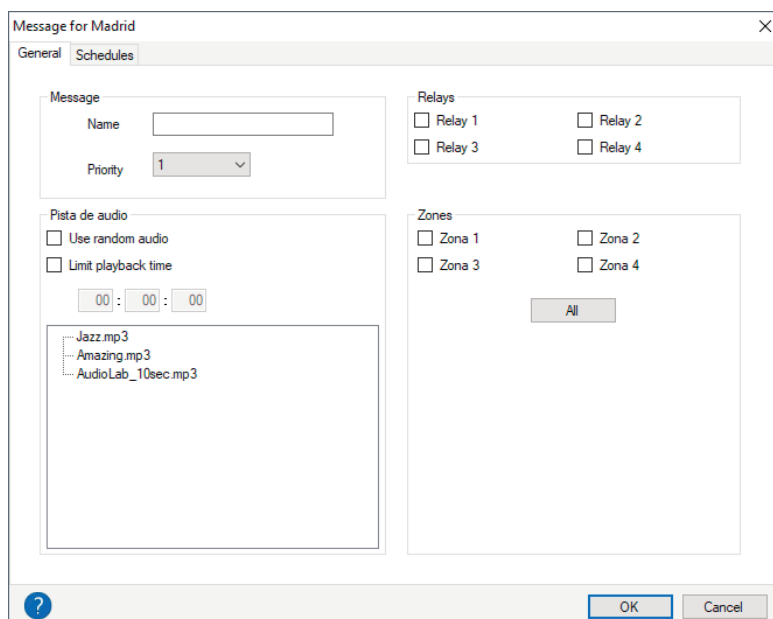 Message for Madrid
General Schedules
Message
Name
Priority 1
Relays
Relay 1 Relay 2
Relay 3 Relay 4
Pista de audio
Use random audio
Limit playback time
00 : 00 : 00
Jazz.mp3
Amazing.mp3
AudioLab_10sec.mp3
Zones
Zona 1 Zona 2
Zona 3 Zona 4
All
?
OK Cancel